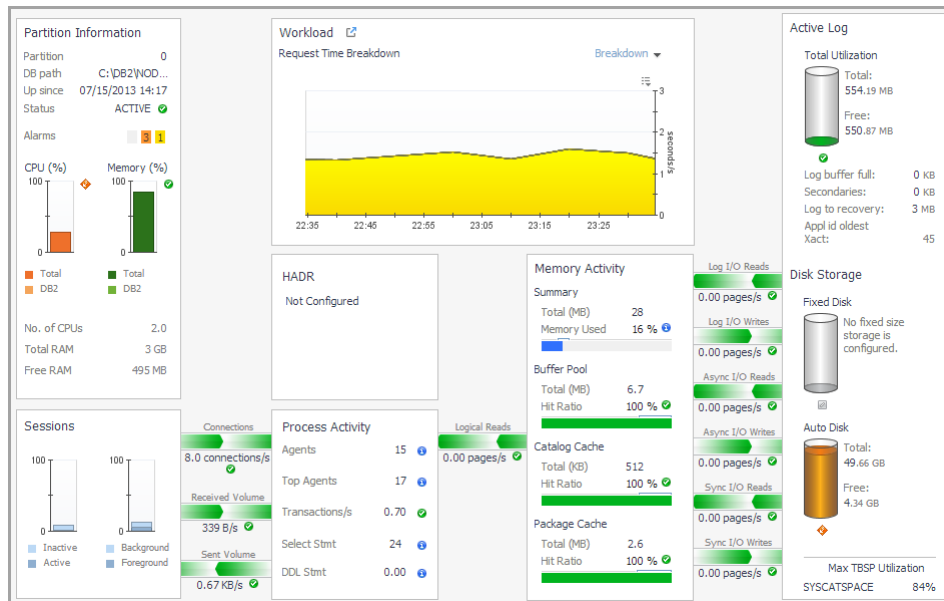 Partition Information
Partition 0
DB path C:\DB2\NOD...
Up since 07/15/2013 14:17
Status ACTIVE
Alarms 3 1
CPU (%) Memory (%)
100 100
0 0
Total Total
DB2 DB2
No. of CPUs 2.0
Total RAM 3 GB
Free RAM 495 MB
Workload
Request Time Breakdown Breakdown
3
2
1
0
seconds/s
22:35 22:45 22:55 23:05 23:15 23:25
HADR
Not Configured
Memory Activity
Summary
Total (MB) 28
Memory Used 16 %
Buffer Pool
Total (MB) 6.7
Hit Ratio 100 %
Catalog Cache
Total (KB) 512
Hit Ratio 100 %
Package Cache
Total (MB) 2.6
Hit Ratio 100 %
Sessions
100 100
0 0
Inactive Background
Active Foreground
Connections
8.0 connections/s
Received Volume
339 B/s
Sent Volume
0.67 KB/s
Process Activity
Agents 15
Top Agents 17
Transactions/s 0.70
Select Stmt 24
DDL Stmt 0.00
Logical Reads
0.00 pages/s
Log I/O Reads
0.00 pages/s
Log I/O Writes
0.00 pages/s
Async I/O Reads
0.00 pages/s
Async I/O Writes
0.00 pages/s
Sync I/O Reads
0.00 pages/s
Sync I/O Writes
0.00 pages/s
Active Log
Total Utilization
Total:
554.19 MB
Free:
550.87 MB
Log buffer full: 0 KB
Secondaries: 0 KB
Log to recovery: 3 MB
Appl id oldest
Xact: 45
Disk Storage
Fixed Disk
No fixed size
storage is
configured.
Auto Disk
Total:
49.66 GB
Free:
4.34 GB
Max TBSP Utilization
SYSCATSPACE 84%